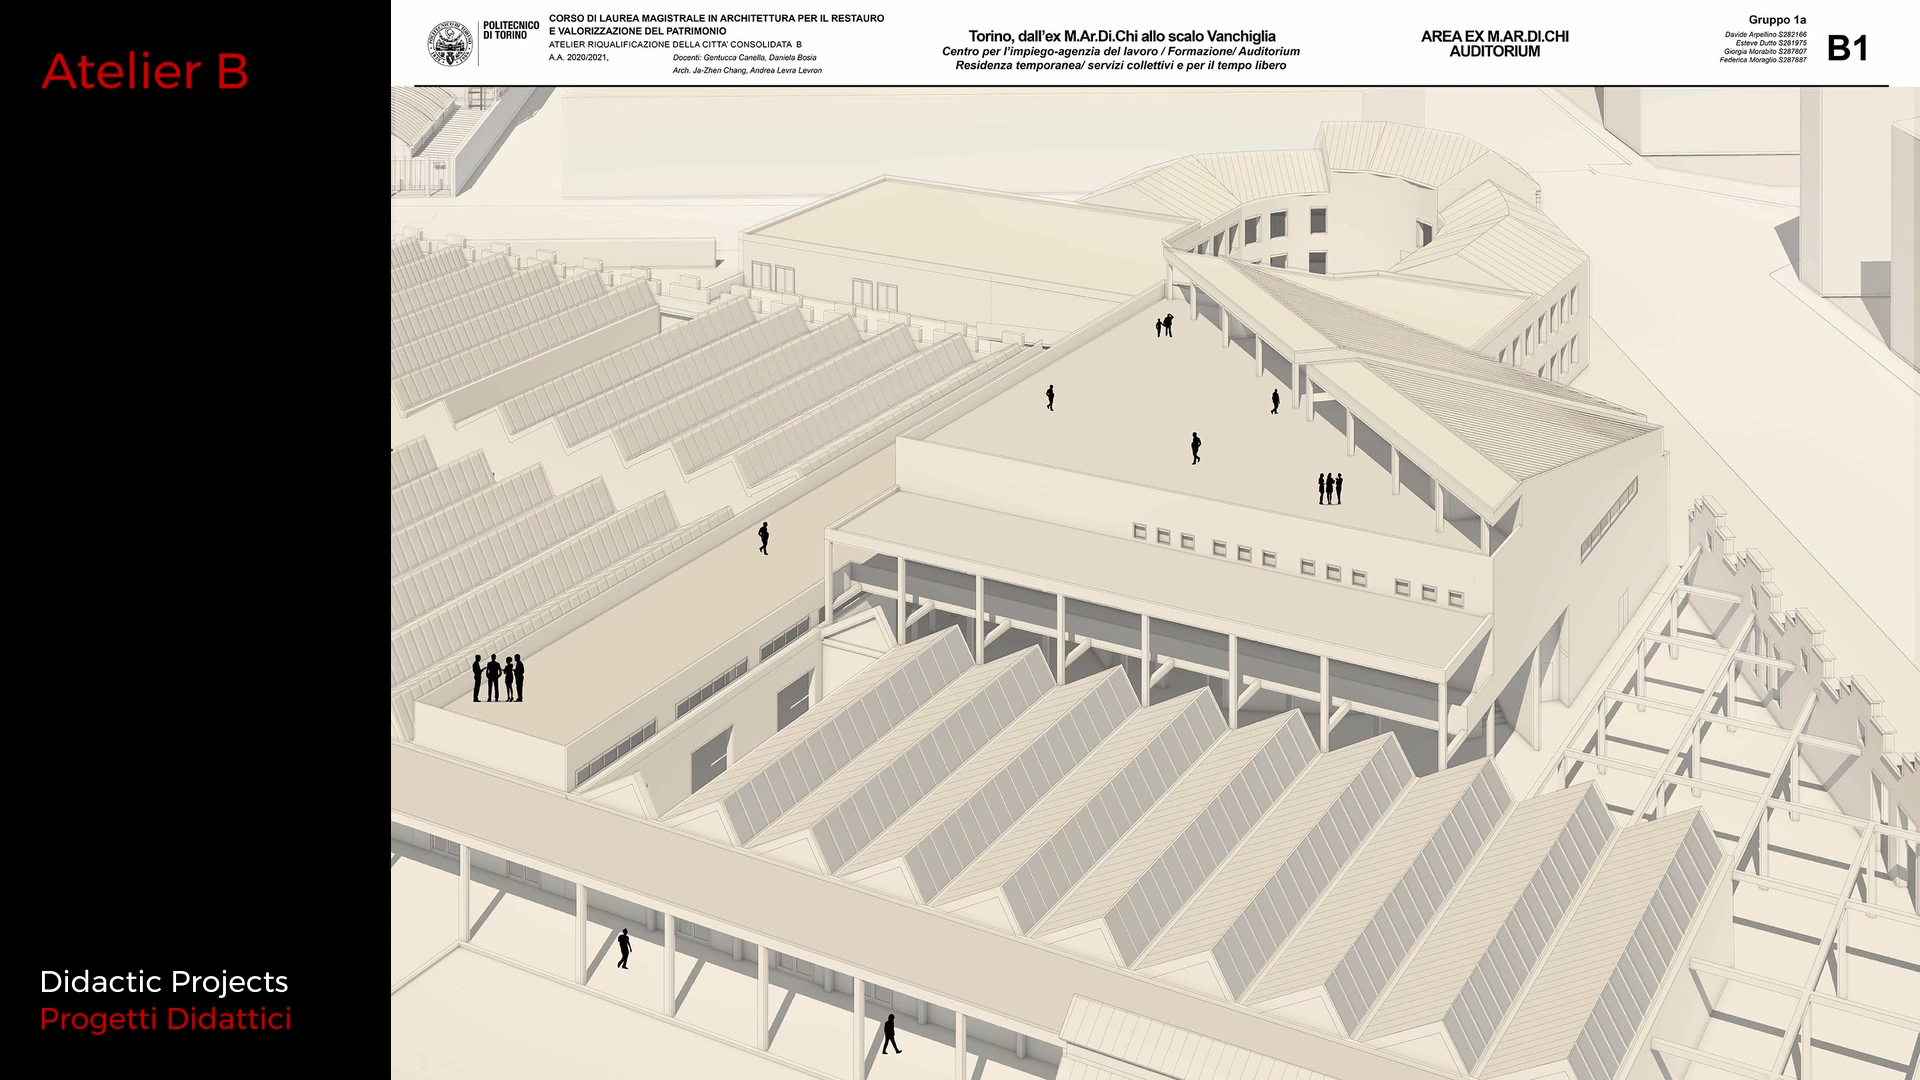 Atelier B
POLITECNICO
DI TORINO
CORSO DI LAUREA MAGISTRALE IN ARCHITETTURA PER IL RESTAURO
E VALORIZZAZIONE DEL PATRIMONIO
ATELIER RIQUALIFICAZIONE DELLA CITTA' CONSOLIDATA B
A.A. 2020/2021, Docenti: Gentucca Canella, Daniela Bosia
Arch. Ja-Zhen Chang, Andrea Levra Levron
Torino, dall'ex M.Ar.Di.Chi allo scalo Vanchiglia
Centro per l'impiego-agenzia del lavoro / Formazione/ Auditorium
Residenza temporanea/ servizi collettivi e per il tempo libero
AREA EX M.AR.DI.CHI
AUDITORIUM
Gruppo 1a
Davide Arpellino S282166
Esteve Dutto S281975
Giorgia Morabito S287807
Federica Moraglio S287887
B1
Didactic Projects
Progetti Didattici